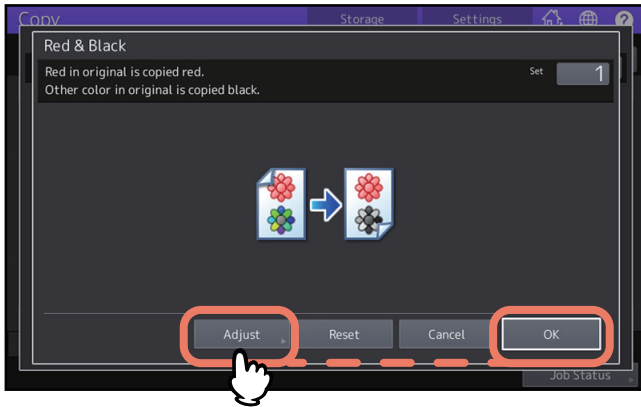 Copy
Storage
Settings
?
Red & Black
Red in original is copied red.
Other color in original is copied black.
Set
1
Adjust
Reset
Cancel
OK
Job Status